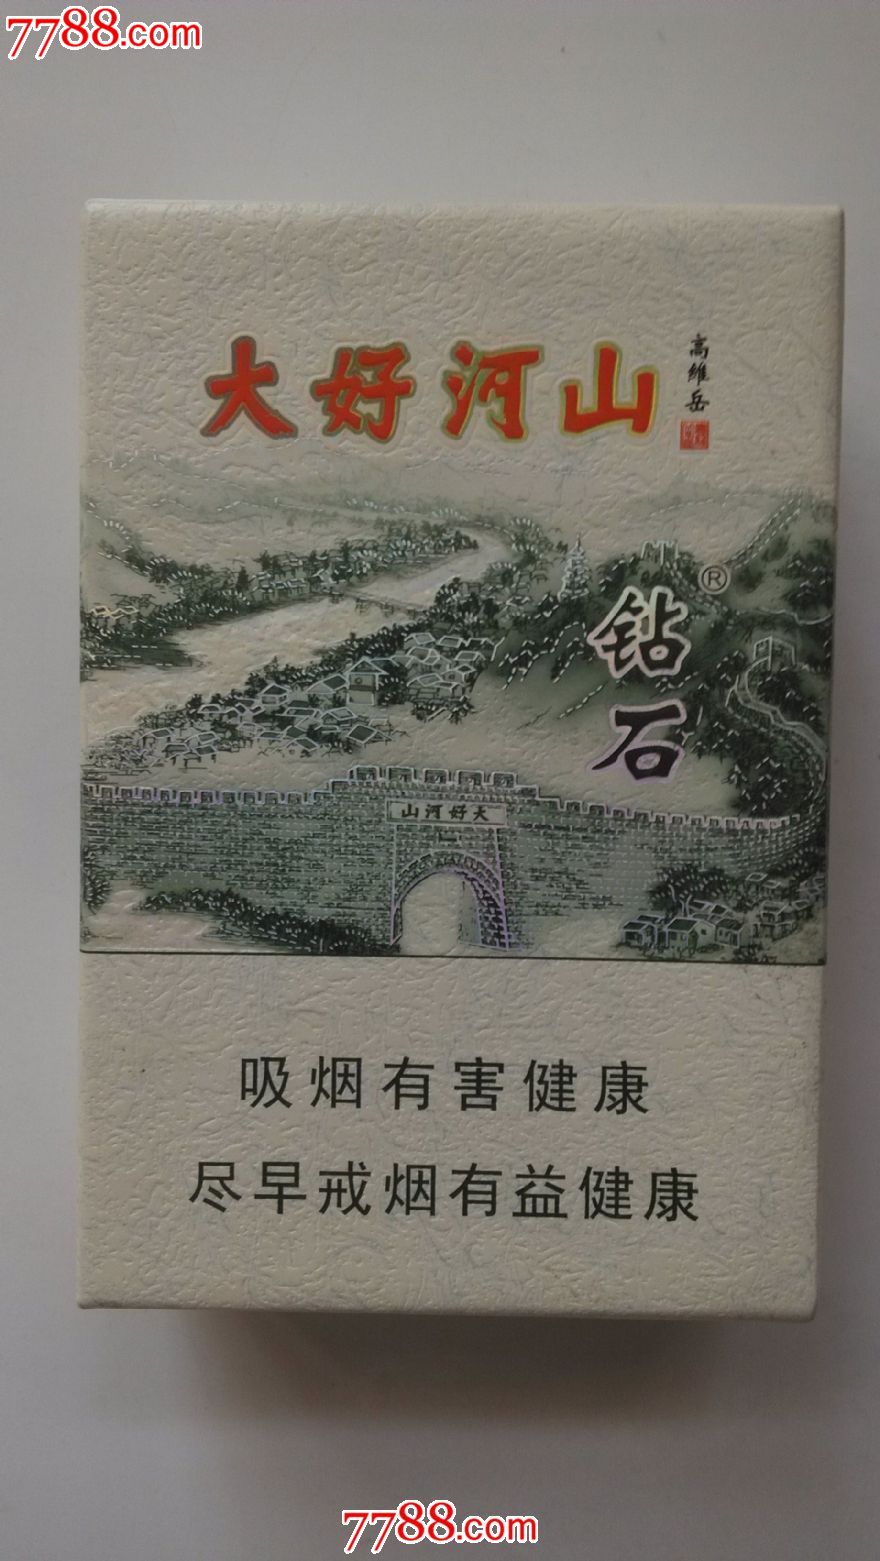 7788.com
大好河山
高維岳
钻石®
山河好大
吸烟有害健康
尽早戒烟有益健康
7788.com